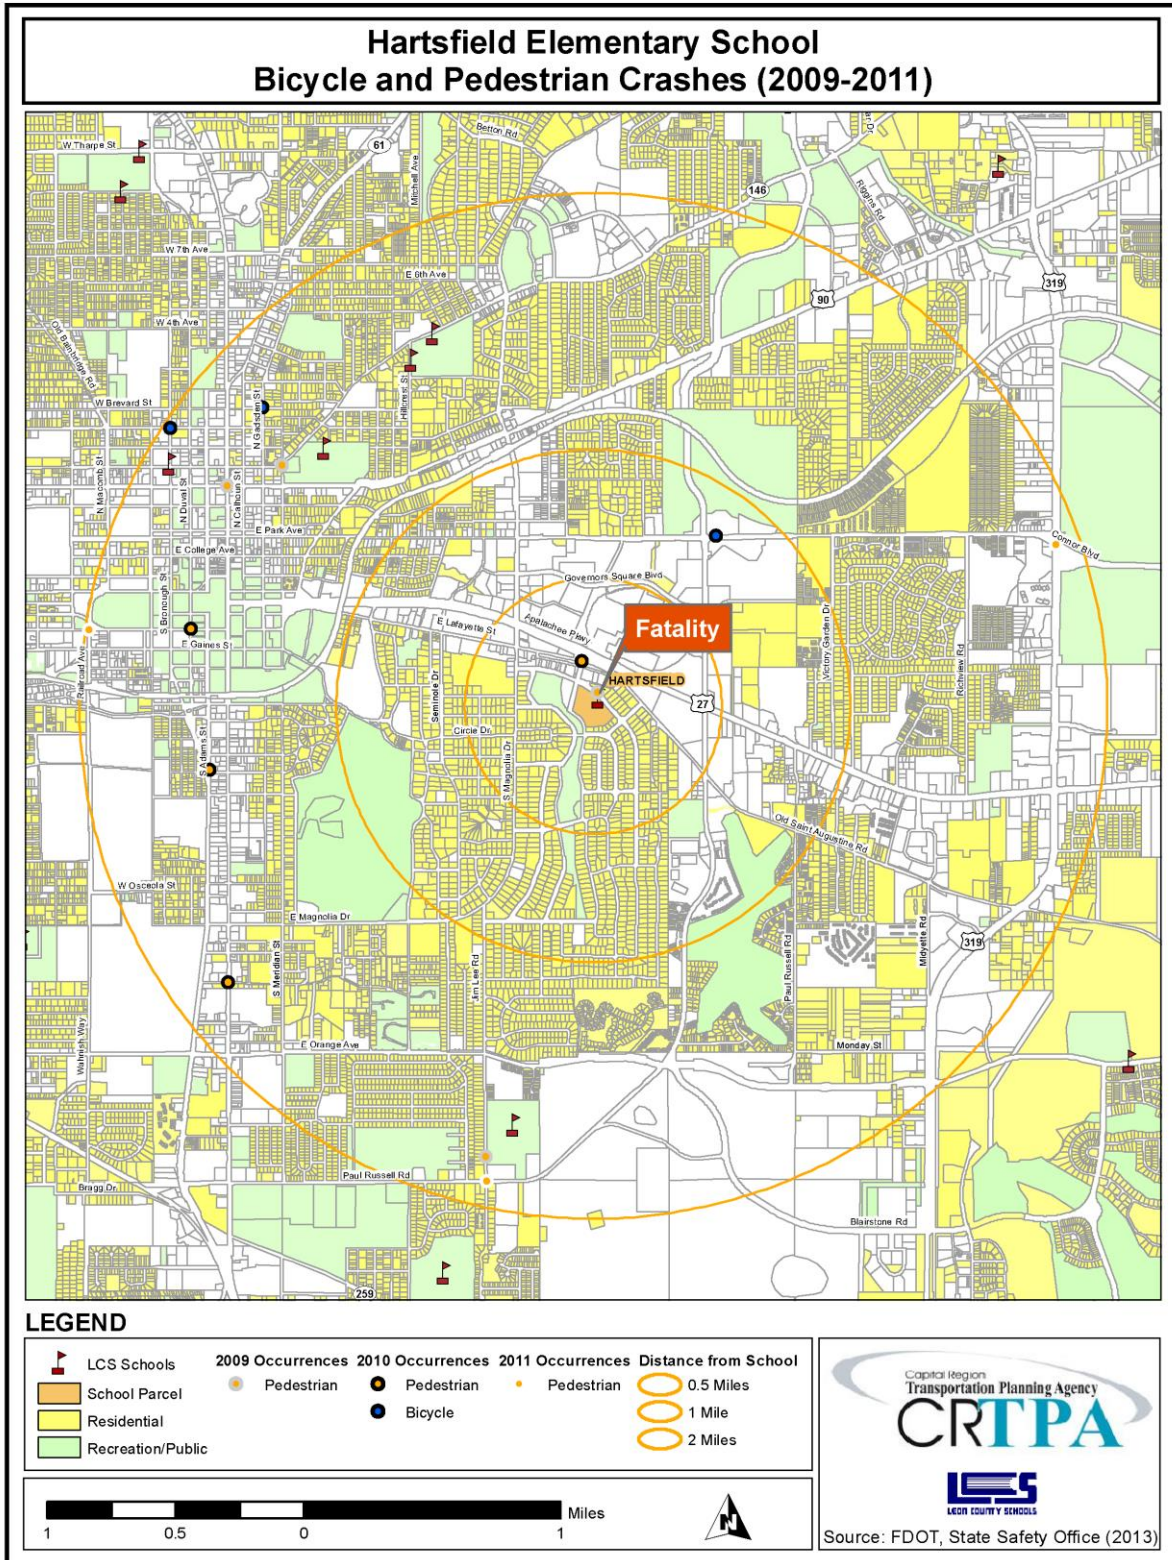 Hartsfield Elementary School
Bicycle and Pedestrian Crashes (2009-2011)
Betton Rd
W Tharpe St
61
Mitchell Ave
146
Riggins Rd
W 7th Ave
E 6th Ave
319
90
W 4th Ave
Old Bainbridge Rd
Hillcrest St
W Brevard St
N Gadsden St
N Macomb St
N Duval St
N Calhoun St
E Park Ave
Connor Blvd
E College Ave
Governors Square Blvd
S Bronough St
E Lafayette St
Apalachee Pkwy
Fatality
Victory Garden Dr
E Gaines St
Railroad Ave
HARTSFIELD
Richview Rd
Seminole Dr
27
Circle Dr
S Adams St
S Magnolia Dr
Old Saint Augustine Rd
W Osceola St
E Magnolia Dr
Midyette Rd
319
S Meridian St
Jim Lee Rd
Paul Russell Rd
Wahnish Way
E Orange Ave
Monday St
Paul Russell Rd
Bragg Dr
Blairstone Rd
259
LEGEND
LCS Schools
School Parcel
Residential
Recreation/Public
2009 Occurrences
Pedestrian
2010 Occurrences
Pedestrian
Bicycle
2011 Occurrences
Pedestrian
Distance from School
0.5 Miles
1 Mile
2 Miles
Miles
1 0.5 0 1
N
Capital Region
Transportation Planning Agency
CRTPA
LCS
LEON COUNTY SCHOOLS
Source: FDOT, State Safety Office (2013)